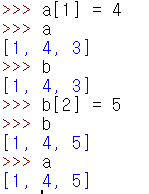 >>> a[1] = 4
>>> a
[1, 4, 3]
>>> b
[1, 4, 3]
>>> b[2] = 5
>>> b
[1, 4, 5]
>>> a
[1, 4, 5]